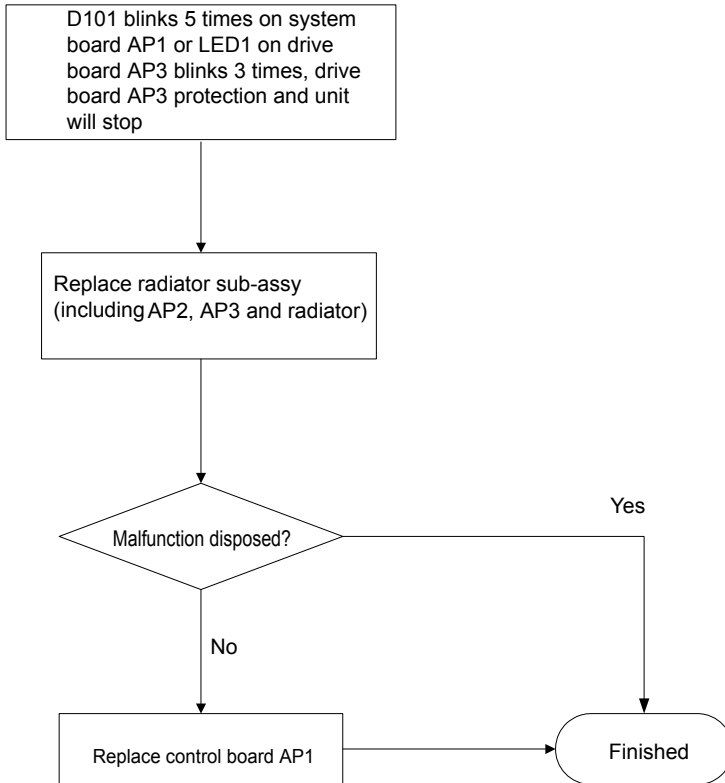 D101 blinks 5 times on system
board AP1 or LED1 on drive
board AP3 blinks 3 times, drive
board AP3 protection and unit
will stop
Replace radiator sub-assy
(including AP2, AP3 and radiator)
Malfunction disposed?
Yes
No
Replace control board AP1
Finished